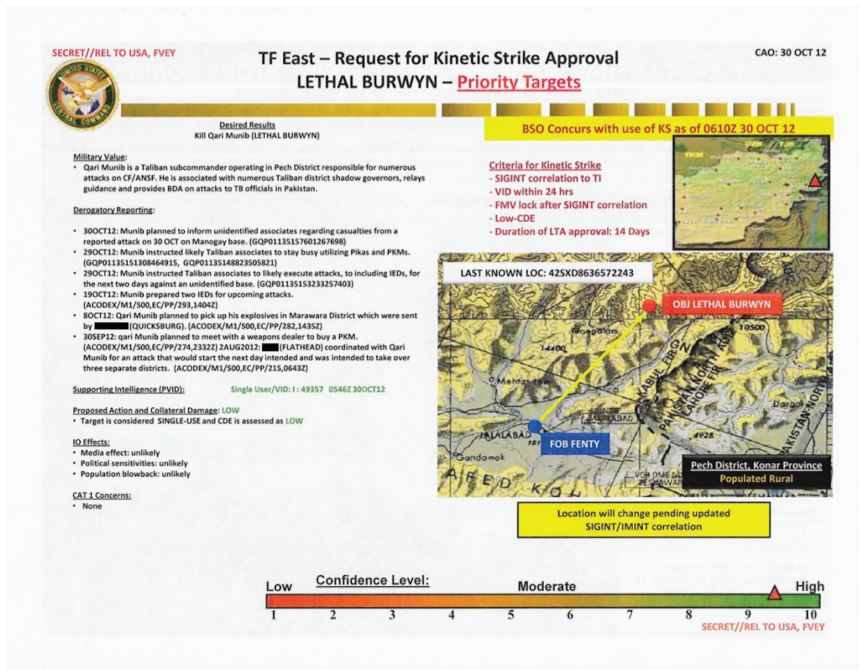 SECRET//REL TO USA, FVEY
CAO: 30 OCT 12
TF East – Request for Kinetic Strike Approval
LETHAL BURWYN – Priority Targets
Desired Results
Kill Qari Munib (LETHAL BURWYN)
Military Value:
• Qari Munib is a Taliban subcommander operating in Pech District responsible for numerous
attacks on CF/ANSF. He is associated with numerous Taliban district shadow governors, relays
guidance and provides BDA on attacks to TB officials in Pakistan.
Derogatory Reporting:
• 30OCT12: Munib planned to inform unidentified associates regarding casualties from a
reported attack on 30 OCT on Manogay base. (GQP01135157601267698)
• 29OCT12: Munib instructed likely Taliban associates to stay busy utilizing Pikas and PKMs.
(GQP01135151308464915, GQP01135148823505821)
• 29OCT12: Munib instructed Taliban associates to likely execute attacks, to including IEDs, for
the next two days against an unidentified base. (GQP01135153233257403)
• 19OCT12: Munib prepared two IEDs for upcoming attacks.
(ACODEX/M1/500,EC/PP/293,1404Z)
• 8OCT12: Qari Munib planned to pick up his explosives in Marawara District which were sent
by (QUICKSBURG). (ACODEX/M1/500,EC/PP/282,1435Z)
• 30SEP12: qari Munib planned to meet with a weapons dealer to buy a PKM.
(ACODEX/M1/500,EC/PP/274,2332Z) 2AUG2012: (FLATHEAD) coordinated with Qari
Munib for an attack that would start the next day intended and was intended to take over
three separate districts. (ACODEX/M1/500,EC/PP/215,0643Z)
Supporting Intelligence (PVID): Single User/VID: I : 49357 0546Z 30OCT12
Proposed Action and Collateral Damage: LOW
• Target is considered SINGLE-USE and CDE is assessed as LOW
IO Effects:
• Media effect: unlikely
• Political sensitivities: unlikely
• Population blowback: unlikely
CAT 1 Concerns:
• None
BSO Concurs with use of KS as of 0610Z 30 OCT 12
Criteria for Kinetic Strike
- SIGINT correlation to TI
- VID within 24 hrs
- FMV lock after SIGINT correlation
- Low-CDE
- Duration of LTA approval: 14 Days
LAST KNOWN LOC: 42SXD8636572243
OBJ LETHAL BURWYN
10500
14400
JALALABAD
JALALABAD
FOB FENTY
4928
Gandomak
Pech District, Konar Province
Populated Rural
Location will change pending updated
SIGINT/IMINT correlation
Low Confidence Level: Moderate High
1 2 3 4 5 6 7 8 9 10
SECRET//REL TO USA, FVEY